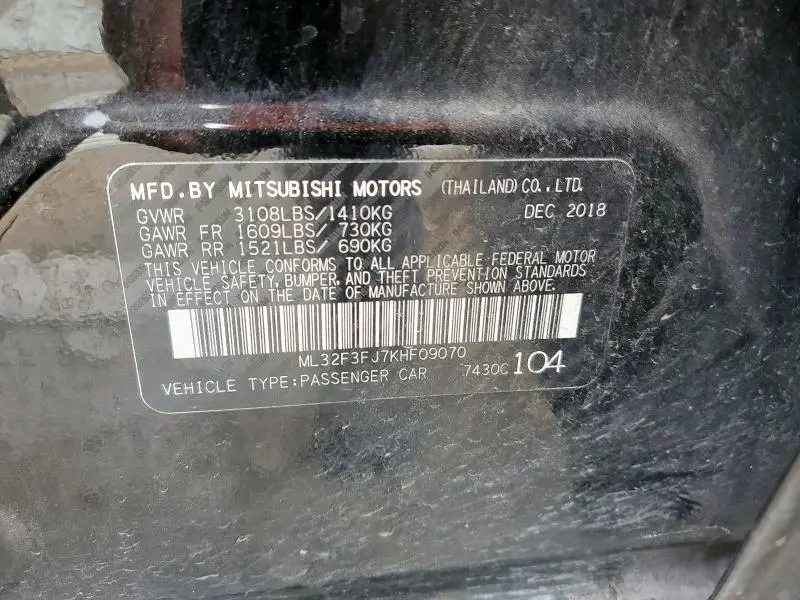 MFD.BY MITSUBISHI MOTORS (THAILAND) CO., LTD.
GVWR 3108LBS/1410KG DEC 2018
GAWR FR 1609LBS/ 730KG
GAWR RR 1521LBS/ 690KG
THIS VEHICLE CONFORMS TO ALL APPLICABLE FEDERAL MOTOR
VEHICLE SAFETY, BUMPER, AND THEFT PREVENTION STANDARDS
IN EFFECT ON THE DATE OF MANUFACTURE SHOWN ABOVE.
ML32F3FJ7KHF09070
VEHICLE TYPE:PASSENGER CAR 7430C 104